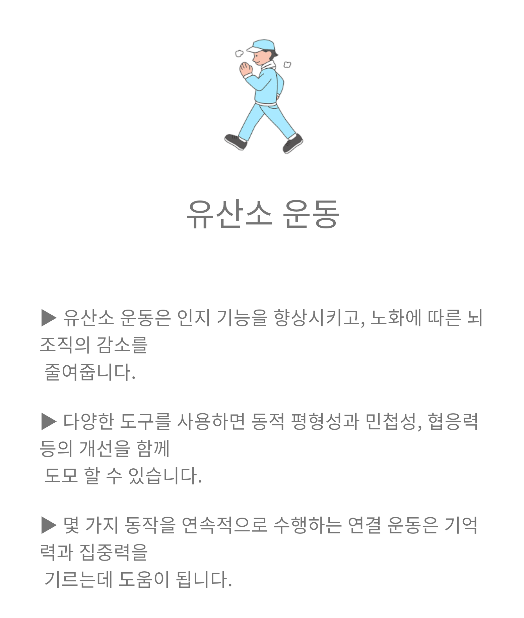 유산소 운동
▶ 유산소 운동은 인지 기능을 향상시키고, 노화에 따른 뇌
조직의 감소를
줄여줍니다.
▶ 다양한 도구를 사용하면 동적 평형성과 민첩성, 협응력
등의 개선을 함께
도모 할 수 있습니다.
▶ 몇 가지 동작을 연속적으로 수행하는 연결 운동은 기억
력과 집중력을
기르는데 도움이 됩니다.